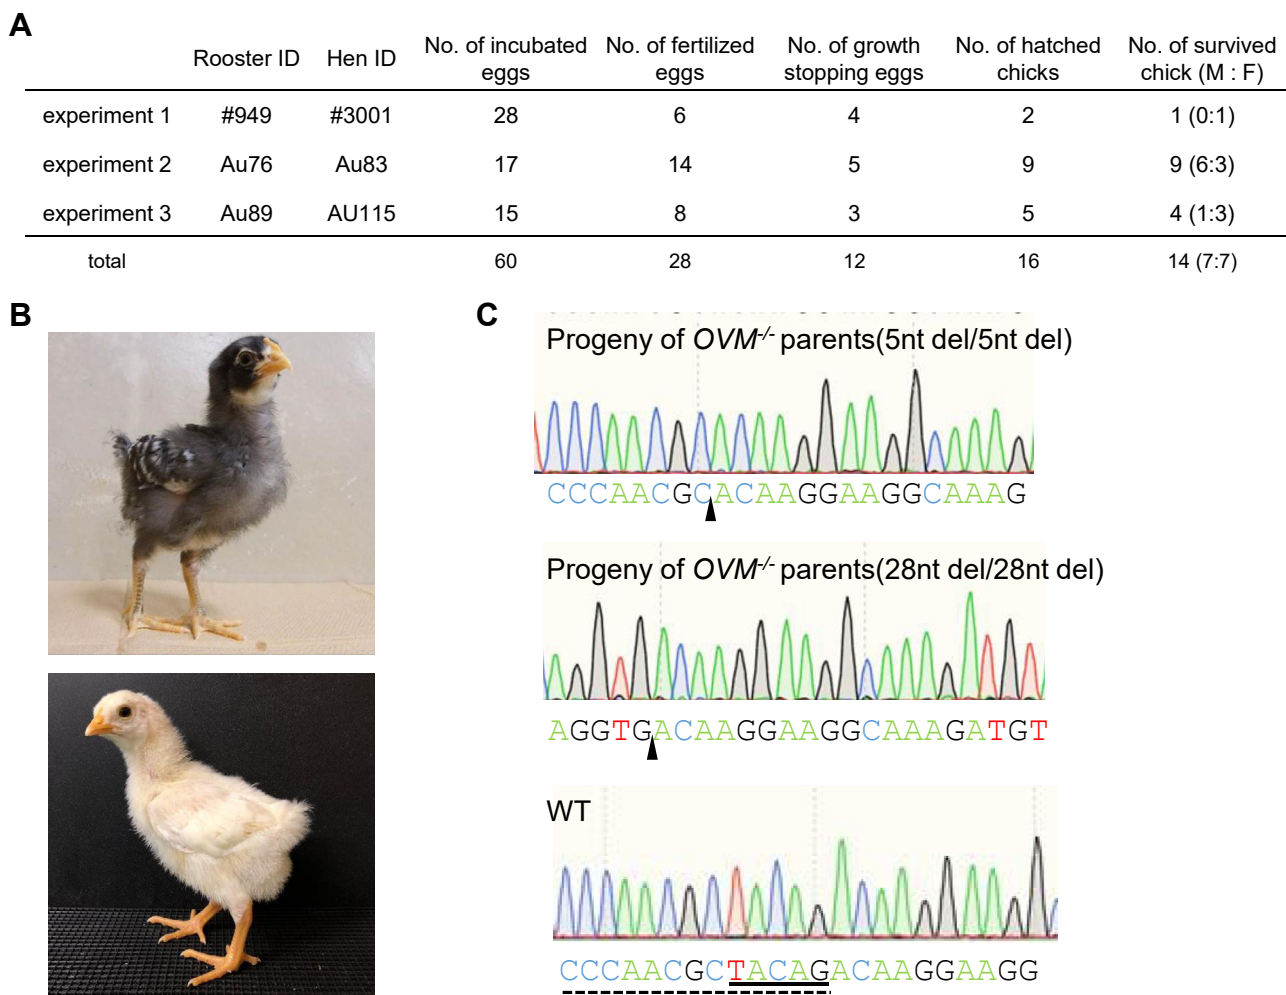 A
Rooster ID Hen ID No. of incubated eggs No. of fertilized eggs No. of growth stopping eggs No. of hatched chicks No. of survived chick (M : F)
experiment 1 #949 #3001 28 6 4 2 1 (0:1)
experiment 2 Au76 Au83 17 14 5 9 9 (6:3)
experiment 3 Au89 AU115 15 8 3 5 4 (1:3)
total 60 28 12 16 14 (7:7)
B
C
Progeny of OVM-/- parents(5nt del/5nt del)
CCCAACGCACAAGGAAGGCAAAG
Progeny of OVM-/- parents(28nt del/28nt del)
AGGTGACAAGGAAGGCAAAGATGT
WT
CCCAACGCTACAGACAAGGAAGG